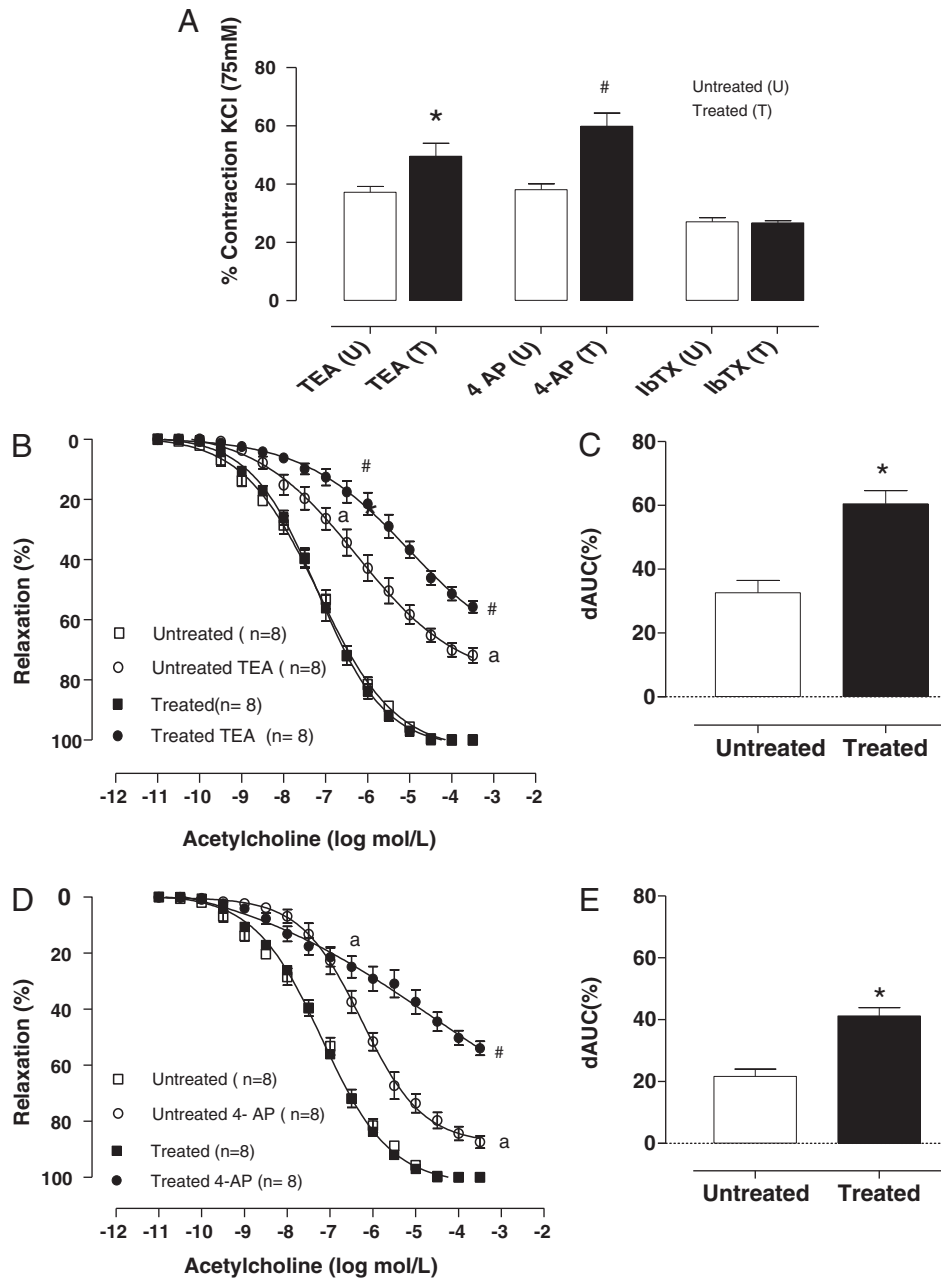 A
% Contraction KCl (75mM)
80
60
40
20
0
*
#
Untreated (U)
Treated (T)
TEA (U)
TEA (T)
4 AP (U)
4-AP (T)
IbTX (U)
IbTX (T)
B
Relaxation (%)
0
20
40
60
80
100
#
a
#
a
Untreated ( n=8)
Untreated TEA ( n=8)
Treated(n= 8)
Treated TEA (n= 8)
-12 -11 -10 -9 -8 -7 -6 -5 -4 -3 -2
Acetylcholine (log mol/L)
C
dAUC(%)
80
60
40
20
0
*
Untreated Treated
D
Relaxation (%)
0
20
40
60
80
100
a
#
a
Untreated ( n=8)
Untreated 4- AP ( n=8)
Treated (n=8)
Treated 4-AP (n= 8)
-12 -11 -10 -9 -8 -7 -6 -5 -4 -3 -2
Acetylcholine (log mol/L)
E
dAUC(%)
80
60
40
20
0
*
Untreated Treated